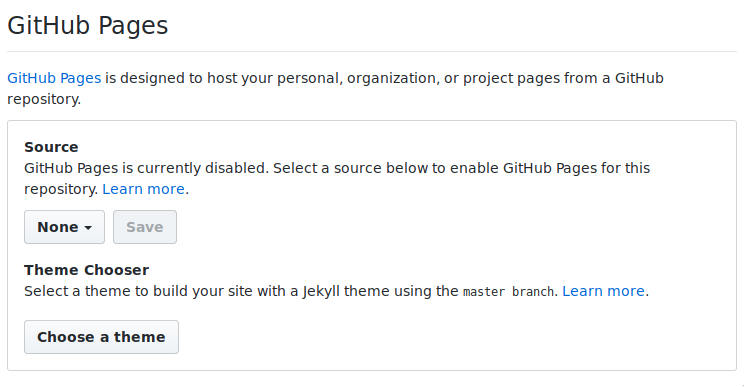 GitHub Pages
GitHub Pages is designed to host your personal, organization, or project pages from a GitHub
repository.
Source
GitHub Pages is currently disabled. Select a source below to enable GitHub Pages for this
repository. Learn more.
None Save
Theme Chooser
Select a theme to build your site with a Jekyll theme using the master branch. Learn more.
Choose a theme